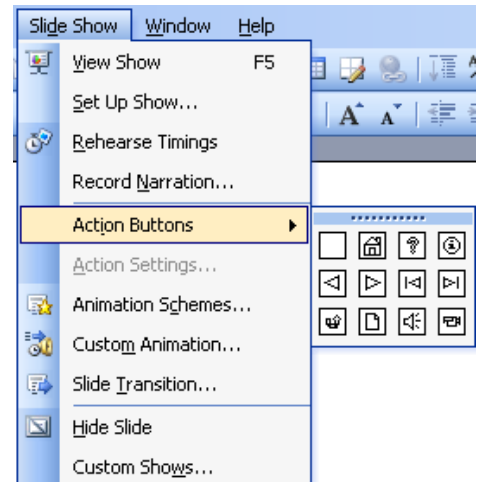 Slide Show Window Help
View Show F5
Set Up Show...
Rehearse Timings
Record Narration...
Action Buttons
Action Settings...
Animation Schemes...
Custom Animation...
Slide Transition...
Hide Slide
Custom Shows...